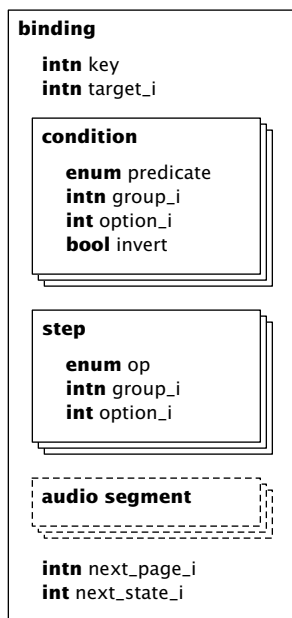 binding
intn key
intn target_i
condition
enum predicate
intn group_i
int option_i
bool invert
step
enum op
intn group_i
int option_i
audio segment
intn next_page_i
int next_state_i